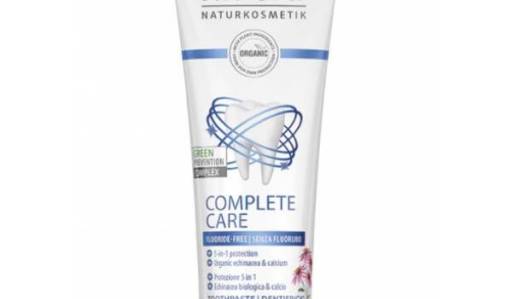 NATURKOSMETIK
ORGANIC
GREEN
PREVENTION
COMPLEX
COMPLETE
CARE
FLUORIDE-FREE | SENZA FLUORURO
5-in-1 protection
Organic echinacea & calcium
Protezione 5 in 1
Echinacea biologica & calcio
TOOTHPASTE | DENTIFRICIO